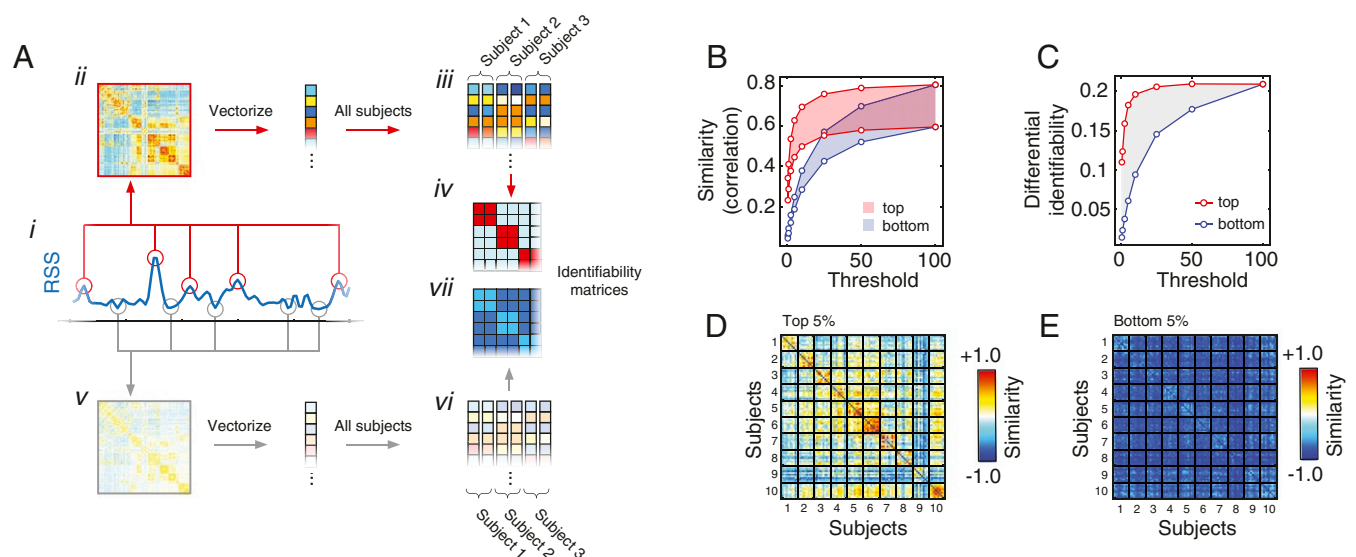 A
i
RSS
ii
Vectorize
All subjects
iii
Subject 1
Subject 2
Subject 3
iv
vii
Identifiability
matrices
v
Vectorize
All subjects
vi
Subject 1
Subject 2
Subject 3
B
Similarity
(correlation)
0.8
0.6
0.4
0.2
top
bottom
0
50
100
Threshold
C
Differential
identifiability
0.2
0.15
0.1
0.05
top
bottom
0
50
100
Threshold
D
Top 5%
Subjects
1
2
3
4
5
6
7
8
9
10
1 2 3 4 5 6 7 8 9 10
Subjects
+1.0
Similarity
-1.0
E
Bottom 5%
Subjects
1
2
3
4
5
6
7
8
9
10
1 2 3 4 5 6 7 8 9 10
Subjects
+1.0
Similarity
-1.0